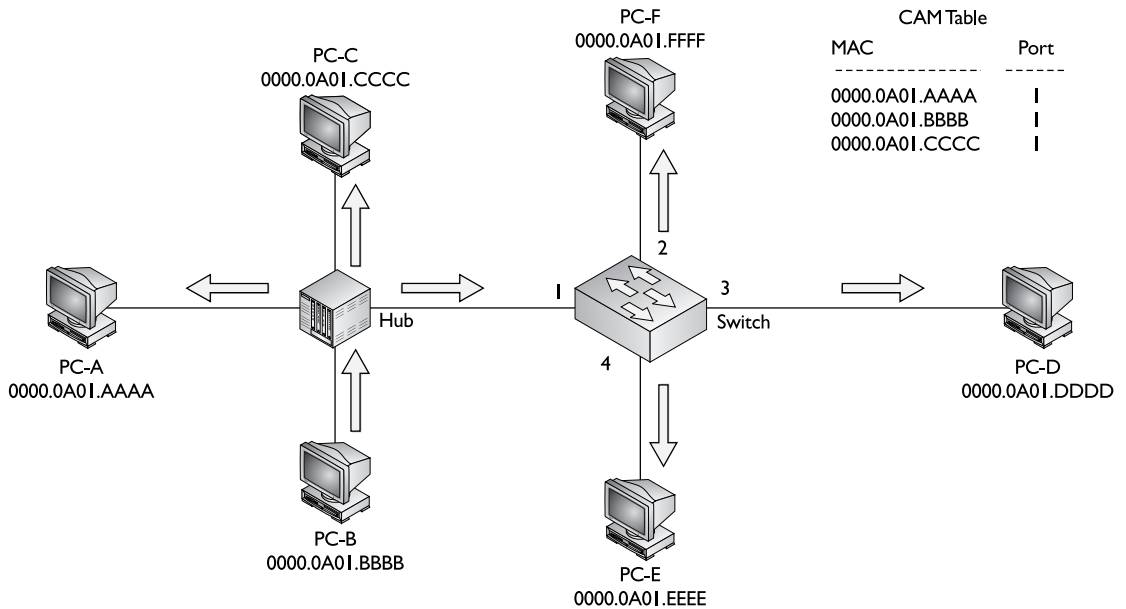 PC-F
0000.0A01.FFFF
CAM Table
MAC Port
----------------------- --------
0000.0A01.AAAA 1
0000.0A01.BBBB 1
0000.0A01.CCCC 1
PC-C
0000.0A01.CCCC
2
1
3
Hub
Switch
4
PC-A
0000.0A01.AAAA
PC-D
0000.0A01.DDDD
PC-B
0000.0A01.BBBB
PC-E
0000.0A01.EEEE